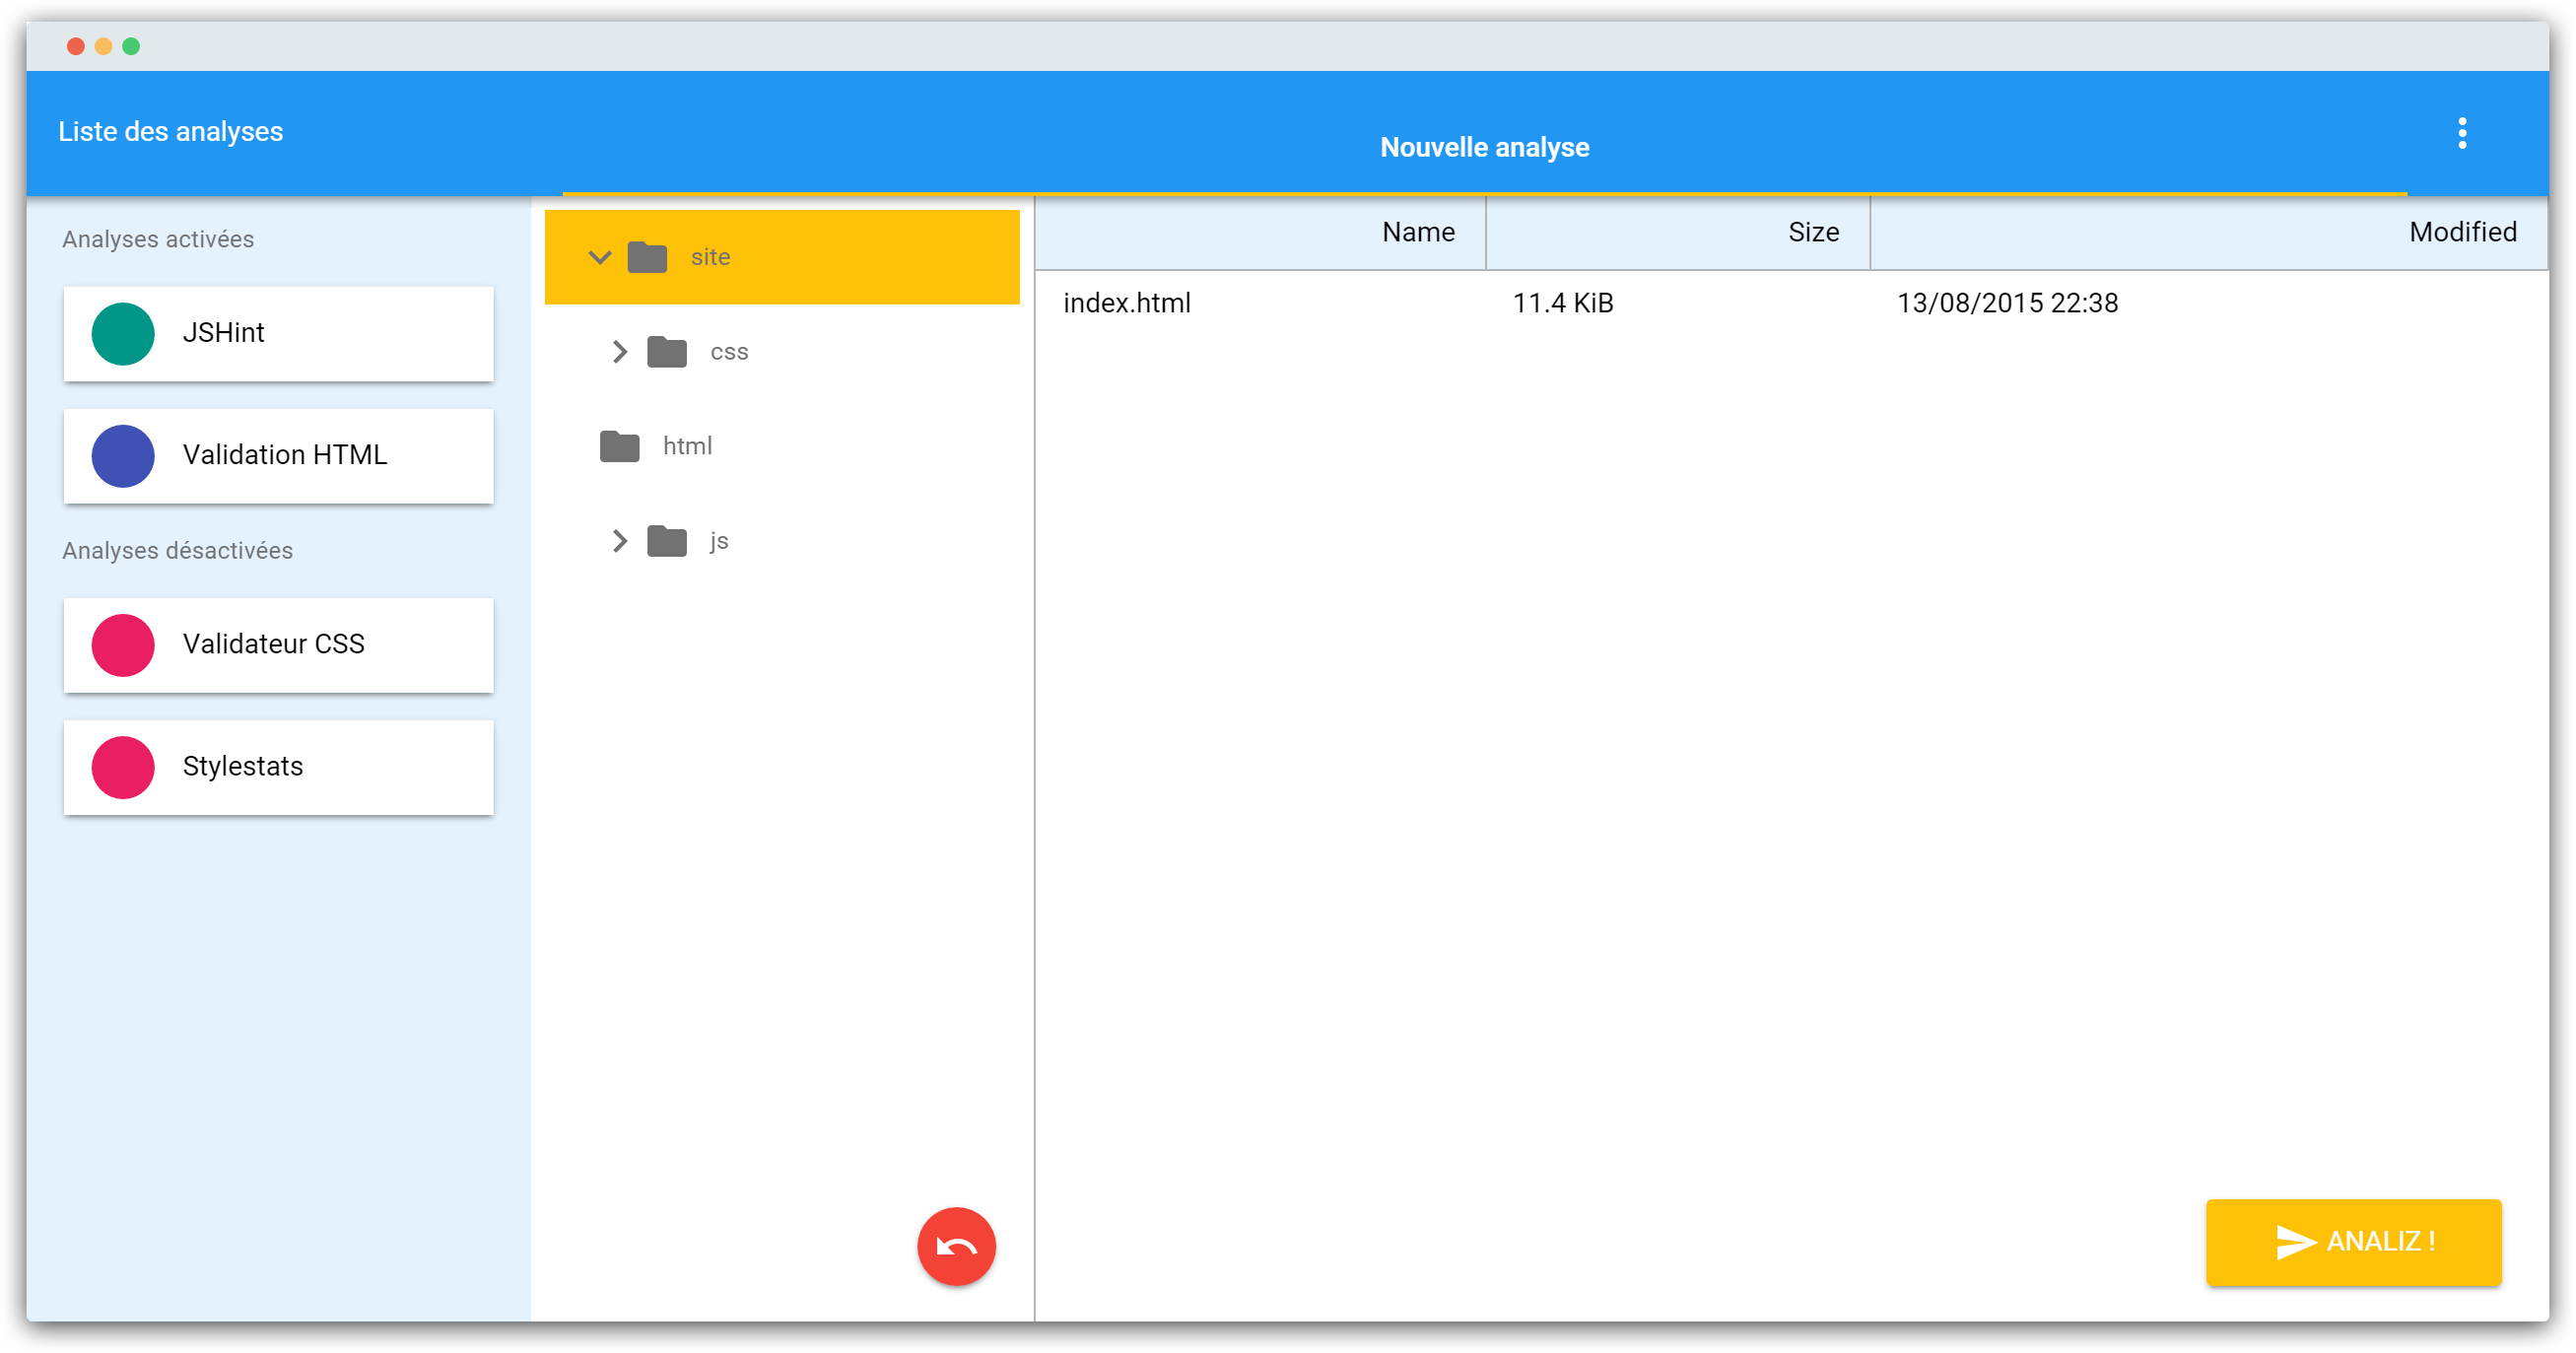 Liste des analyses
Nouvelle analyse
Analyses activées
JSHint
Validation HTML
Analyses désactivées
Validateur CSS
Stylestats
site
css
html
js
Name Size Modified
index.html 11.4 KiB 13/08/2015 22:38
ANALIZ !